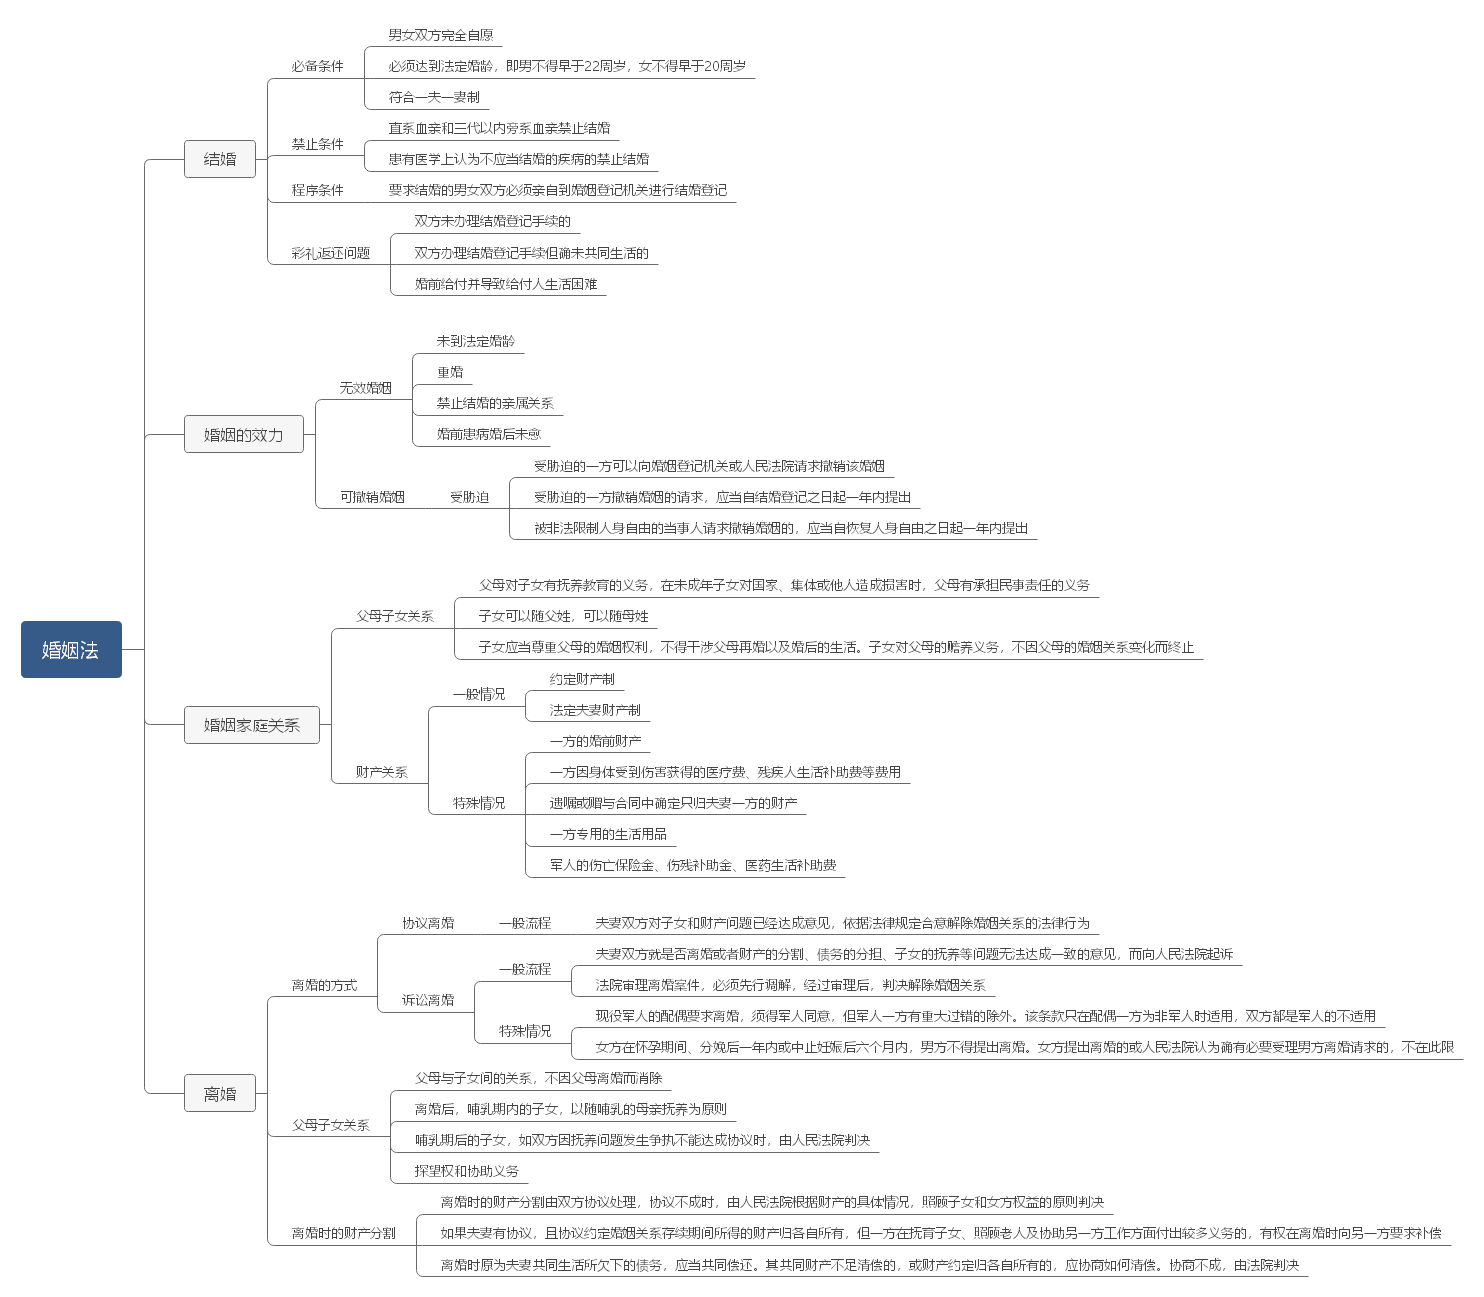 婚姻法
结婚
必备条件
男女双方完全自愿
必须达到法定婚龄，即男不得早于22周岁，女不得早于20周岁
符合一夫一妻制
禁止条件
直系血亲和三代以内旁系血亲禁止结婚
患有医学上认为不应当结婚的疾病的禁止结婚
程序条件
要求结婚的男女双方必须亲自到婚姻登记机关进行结婚登记
彩礼返还问题
双方未办理结婚登记手续的
双方办理结婚登记手续但确未共同生活的
婚前给付并导致给付人生活困难
婚姻的效力
无效婚姻
未到法定婚龄
重婚
禁止结婚的亲属关系
婚前患病婚后未愈
可撤销婚姻
受胁迫
受胁迫的一方可以向婚姻登记机关或人民法院请求撤销该婚姻
受胁迫的一方撤销婚姻的请求，应当自结婚登记之日起一年内提出
被非法限制人身自由的当事人请求撤销婚姻的，应当自恢复人身自由之日起一年内提出
婚姻家庭关系
父母子女关系
父母对子女有抚养教育的义务，在未成年子女对国家、集体或他人造成损害时，父母有承担民事责任的义务
子女可以随父姓，可以随母姓
子女应当尊重父母的婚姻权利，不得干涉父母再婚以及婚后的生活。子女对父母的赡养义务，不因父母的婚姻关系变化而终止
财产关系
一般情况
约定财产制
法定夫妻财产制
特殊情况
一方的婚前财产
一方因身体受到伤害获得的医疗费、残疾人生活补助费等费用
遗嘱或赠与合同中确定只归夫妻一方的财产
一方专用的生活用品
军人的伤亡保险金、伤残补助金、医药生活补助费
离婚
离婚的方式
协议离婚
一般流程
夫妻双方对子女和财产问题已经达成意见，依据法律规定合意解除婚姻关系的法律行为
诉讼离婚
一般流程
夫妻双方就是否离婚或者财产的分割、债务的分担、子女的抚养等问题无法达成一致的意见，而向人民法院起诉
法院审理离婚案件，必须先行调解，经过审理后，判决解除婚姻关系
特殊情况
现役军人的配偶要求离婚，须得军人同意，但军人一方有重大过错的除外。该条款只在配偶一方为非军人时适用，双方都是军人的不适用
女方在怀孕期间、分娩后一年内或中止妊娠后六个月内，男方不得提出离婚。女方提出离婚的或人民法院认为确有必要受理男方离婚请求的，不在此限
父母子女关系
父母与子女间的关系，不因父母离婚而消除
离婚后，哺乳期内的子女，以随哺乳的母亲抚养为原则
哺乳期后的子女，如双方因抚养问题发生争执不能达成协议时，由人民法院判决
探望权和协助义务
离婚时的财产分割
离婚时的财产分割由双方协议处理，协议不成时，由人民法院根据财产的具体情况，照顾子女和女方权益的原则判决
如果夫妻有协议，且协议约定婚姻关系存续期间所得的财产归各自所有，但一方在抚育子女、照顾老人及协助另一方工作方面付出较多义务的，有权在离婚时向另一方要求补偿
离婚时原为夫妻共同生活所欠下的债务，应当共同偿还。其共同财产不足清偿的，或财产约定归各自所有的，应协商如何清偿。协商不成，由法院判决